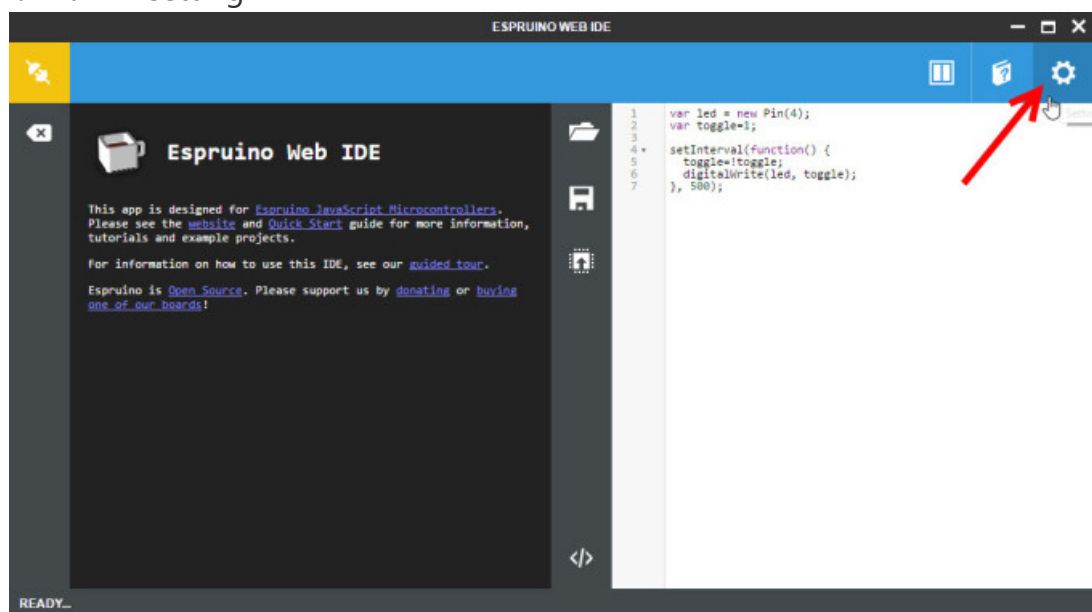 ESPRUINO WEB IDE
Espruino Web IDE
This app is designed for Espruino JavaScript Microcontrollers.
Please see the website and Quick Start guide for more information,
tutorials and example projects.
For information on how to use this IDE, see our guided tour.
Espruino is Open Source. Please support us by donating or buying
one of our boards!
1 var led = new Pin(4);
2 var toggle=1;
3
4 setInterval(function() {
5 toggle=!toggle;
6 digitalWrite(led, toggle);
7 }, 500);
</>
READY_